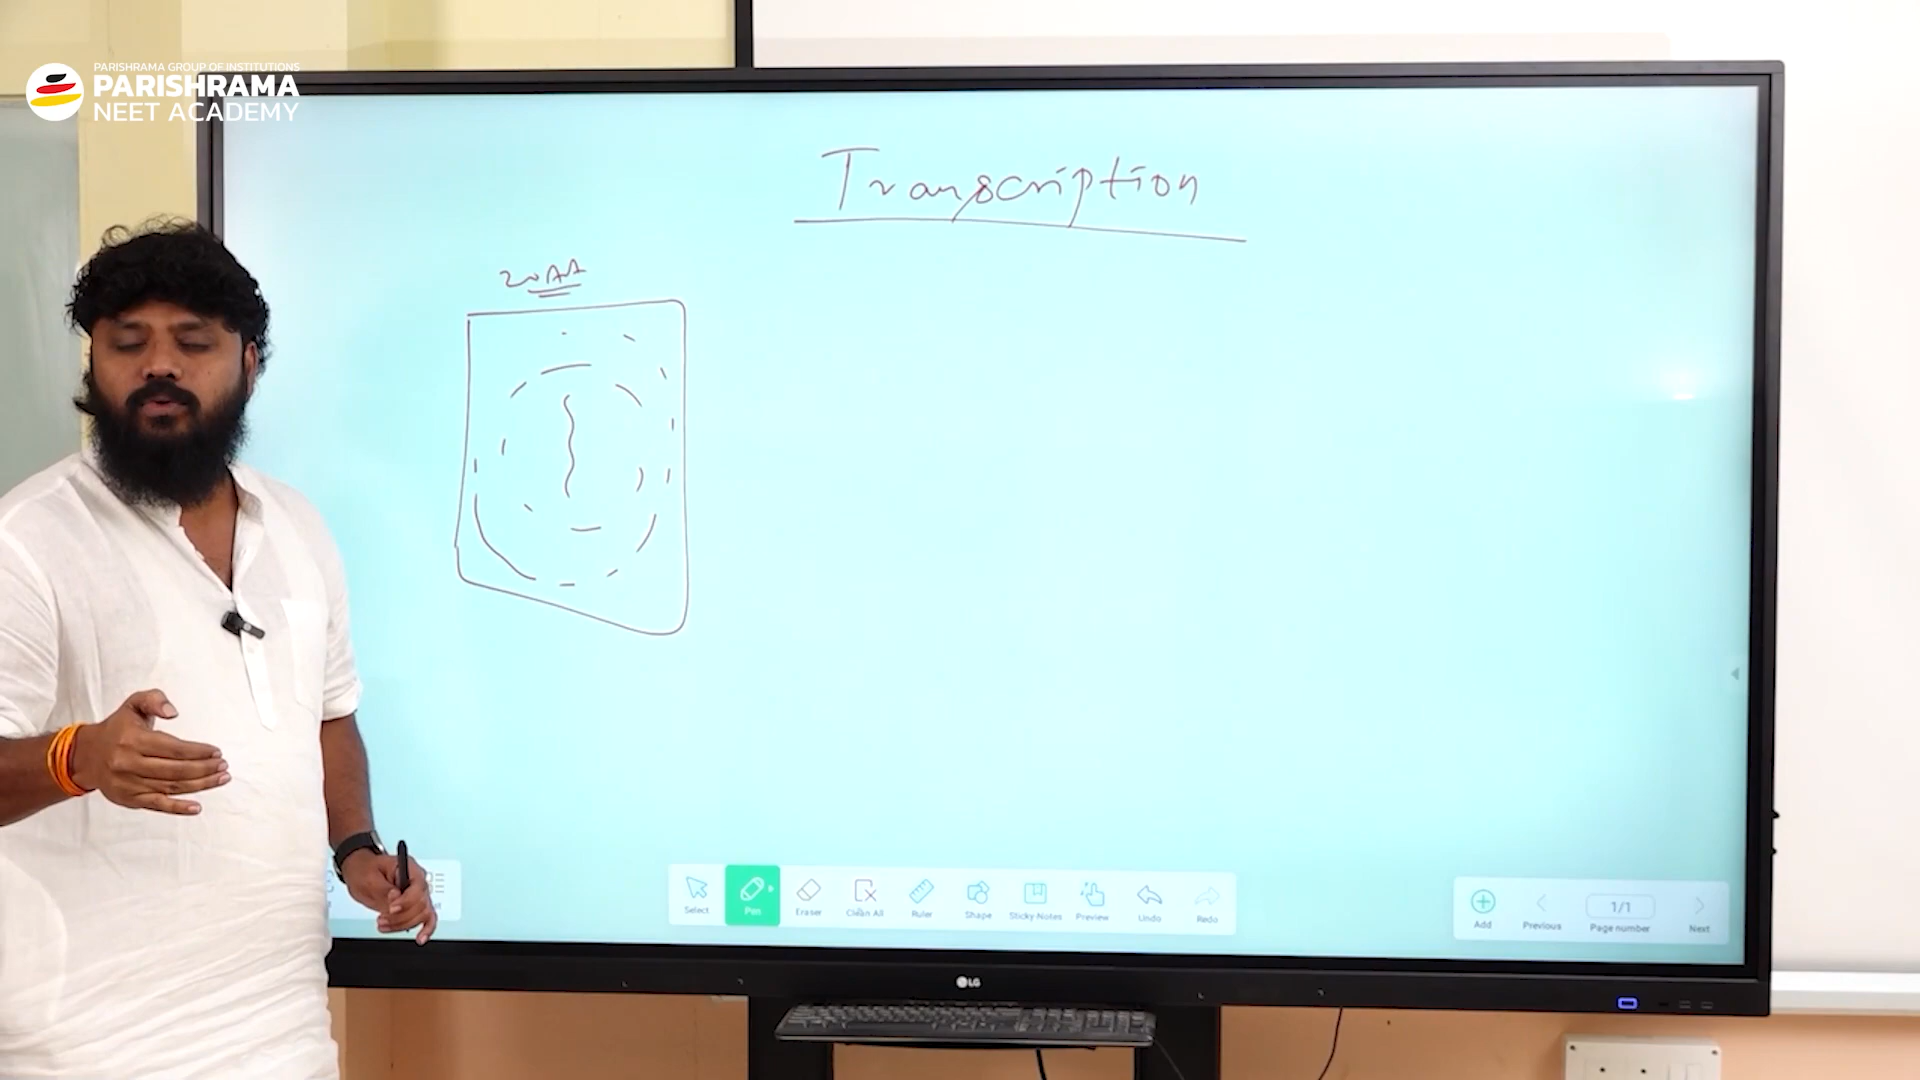 PARISHRAMA GROUP OF INSTITUTIONS
PARISHRAMA
NEET ACADEMY
Transcription
20AA
Select
Pen
Eraser
Clean All
Ruler
Shape
Sticky Notes
Preview
Undo
Redo
Add
Previous
1/1
Page number
Next
LG